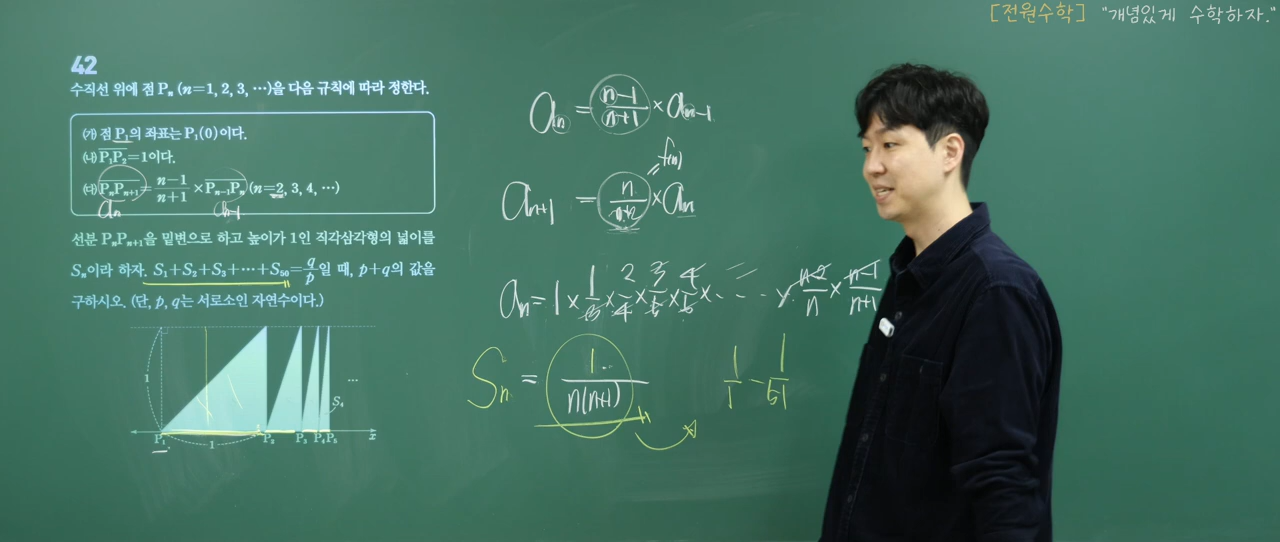 [전원수학] "개념있게 수학하자."
42
수직선 위에 점 Pₙ (n=1, 2, 3, ⋯)을 다음 규칙에 따라 정한다.
㈎ 점 P₁의 좌표는 P₁(0)이다.
㈏ P₁P₂=1이다.
㈐ PₙPₙ₊₁ = (n−1)/(n+1) × Pₙ₋₁Pₙ (n=2, 3, 4, ⋯)
aₙ aₙ₋₁
선분 PₙPₙ₊₁을 밑변으로 하고 높이가 1인 직각삼각형의 넓이를
Sₙ이라 하자. S₁+S₂+S₃+⋯+S₅₀=q/p일 때, p+q의 값을
구하시오. (단, p, q는 서로소인 자연수이다.)
1
S₄
⋯
P₁ 1 P₂ P₃ P₄ P₅ x
aₙ = (n−1)/(n+1) × aₙ₋₁
= f(n)
aₙ₊₁ = n/(n+2) × aₙ
aₙ = 1 × 1/3 × 2/4 × 3/5 × 4/6 × ⋯ × (n−2)/n × (n−1)/(n+1)
Sₙ = 1/(n(n+1)) 1/1 − 1/51